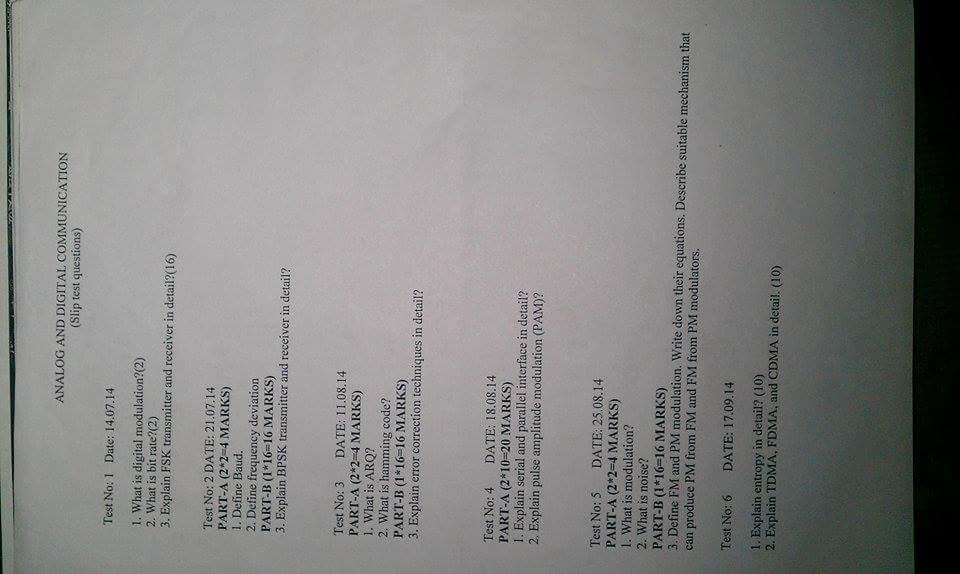 ANALOG AND DIGITAL COMMUNICATION
(Slip test questions)
Test No: 1 Date: 14.07.14
1. What is digital modulation?(2)
2. What is bit rate?(2)
3. Explain FSK transmitter and receiver in detail?(16)
Test No: 2 DATE: 21.07.14
PART-A (2*2=4 MARKS)
1. Define Baud.
2. Define frequency deviation
PART-B (1*16=16 MARKS)
3. Explain BPSK transmitter and receiver in detail?
Test No: 3 DATE: 11.08.14
PART-A (2*2=4 MARKS)
1. What is ARQ?
2. What is hamming code?
PART-B (1*16=16 MARKS)
3. Explain error correction techniques in detail?
Test No: 4 DATE: 18.08.14
PART-A (2*10=20 MARKS)
1. Explain serial and parallel interface in detail?
2. Explain pulse amplitude modulation (PAM)?
Test No: 5 DATE: 25.08.14
PART-A (2*2=4 MARKS)
1. What is modulation?
2. What is noise?
PART-B ((1*16=16 MARKS)
3. Define FM and PM modulation. Write down their equations. Describe suitable mechanism that
can produce PM from FM and FM from PM modulators.
Test No: 6 DATE: 17.09.14
1. Explain entropy in detail? (10)
2. Explain TDMA, FDMA, and CDMA in detail. (10)